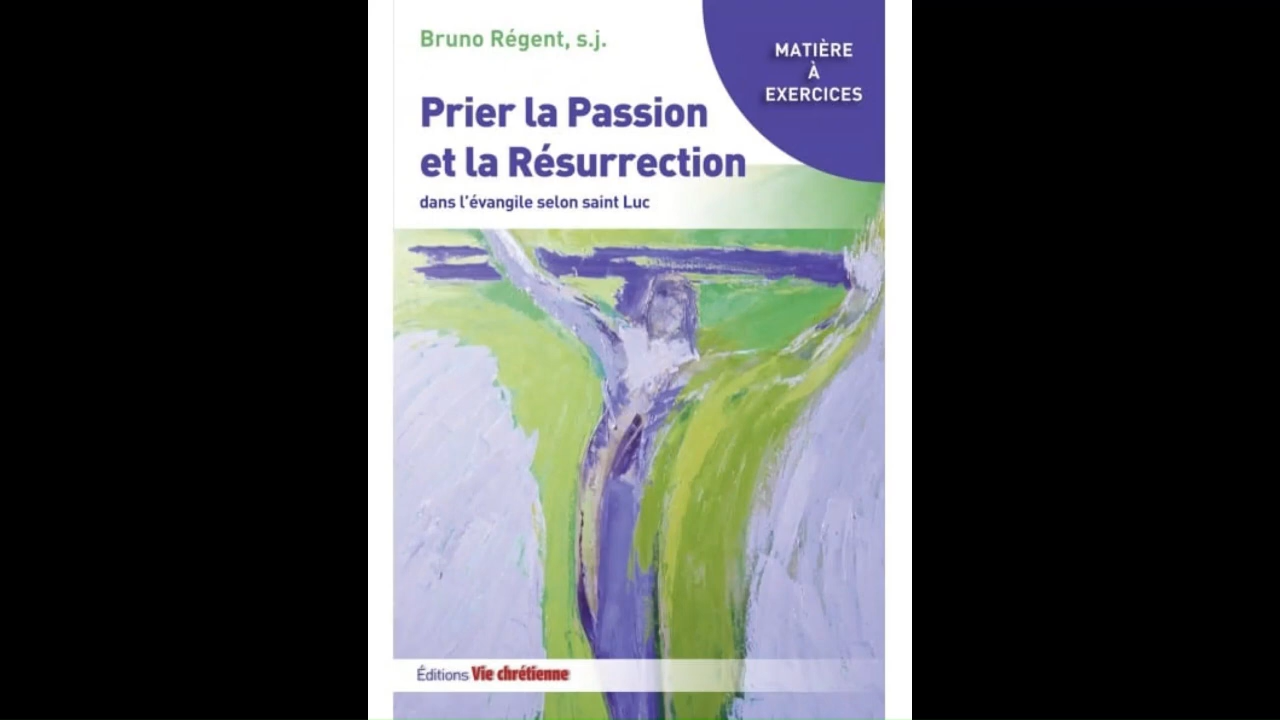 Bruno Régent, s.j.
MATIÈRE
À
EXERCICES
Prier la Passion
et la Résurrection
dans l'évangile selon saint Luc
Éditions Vie chrétienne